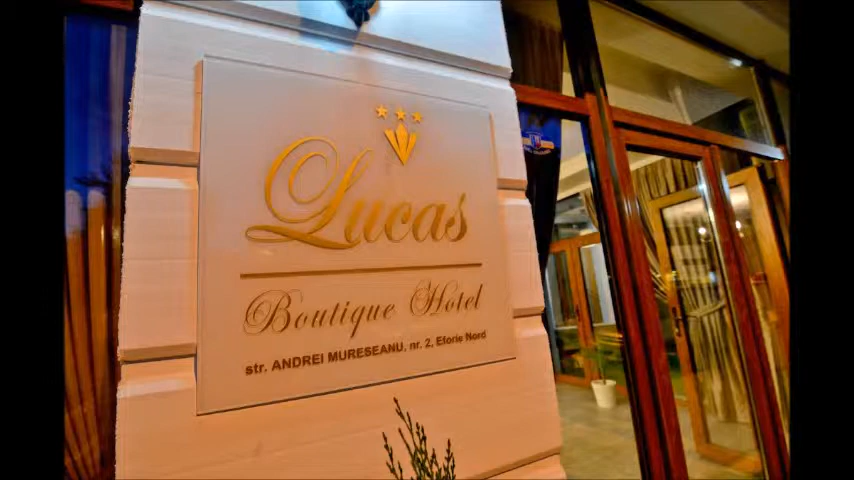 Lucas
Boutique Hotel
str. ANDREI MURESEANU, nr. 2, Eforie Nord